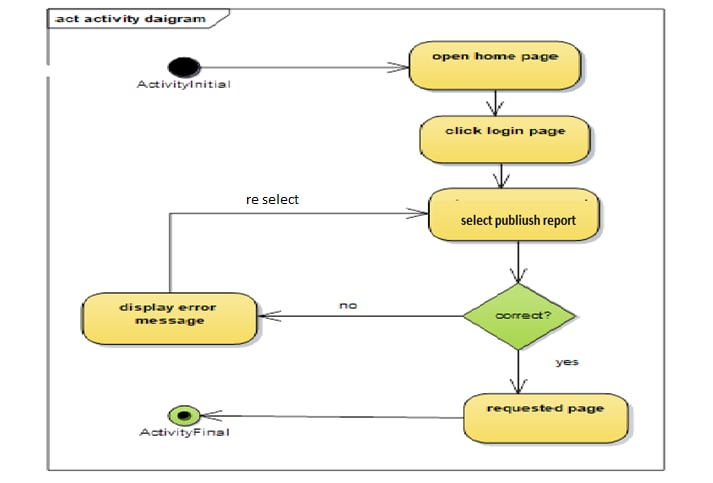 act activity daigram
open home page
ActivityInitial
click login page
re select
select publiush report
display error
message
no
correct?
yes
requested page
ActivityFinal